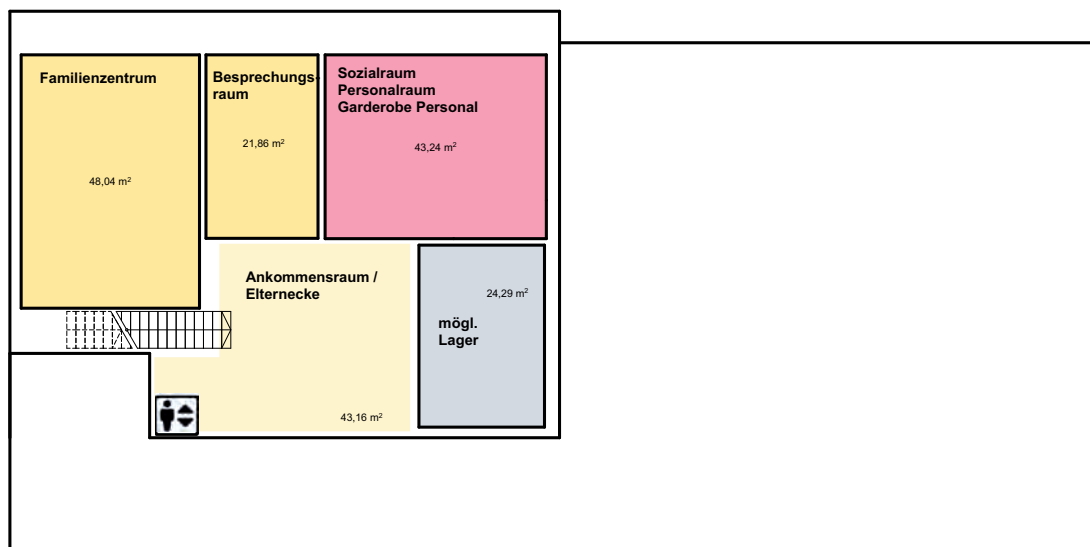 Familienzentrum
48,04 m²
Besprechungs-
raum
21,86 m²
Sozialraum
Personalraum
Garderobe Personal
43,24 m²
Ankommensraum /
Elternecke
43,16 m²
24,29 m²
mögl.
Lager